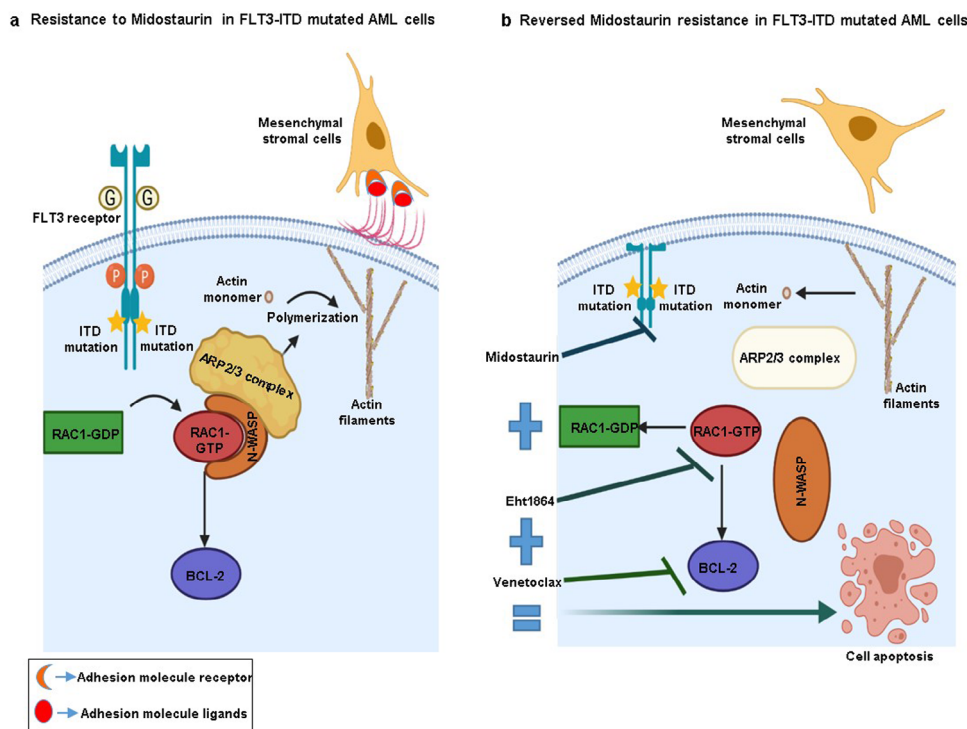 a Resistance to Midostaurin in FLT3-ITD mutated AML cells
Mesenchymal
stromal cells
G G
FLT3 receptor
P P
ITD
mutation
ITD
mutation
Actin
monomer
Polymerization
ARP2/3 complex
Actin
filaments
RAC1-GDP
RAC1-
GTP
N-WASP
BCL-2
Adhesion molecule receptor
Adhesion molecule ligands
b Reversed Midostaurin resistance in FLT3-ITD mutated AML cells
Mesenchymal
stromal cells
ITD
mutation
ITD
mutation
Actin
monomer
Midostaurin
ARP2/3 complex
Actin
filaments
RAC1-GDP
RAC1-GTP
N-WASP
Eht1864
BCL-2
Venetoclax
Cell apoptosis